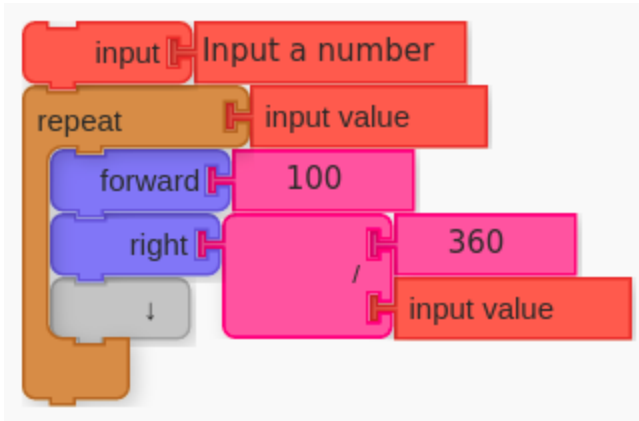 input Input a number
repeat input value
forward 100
right 360
/
↓ input value